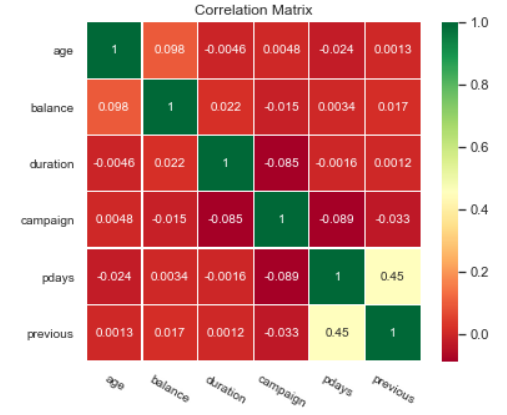 Correlation Matrix
age 1 0.098 -0.0046 0.0048 -0.024 0.0013
balance 0.098 1 0.022 -0.015 0.0034 0.017
duration -0.0046 0.022 1 -0.085 -0.0016 0.0012
campaign 0.0048 -0.015 -0.085 1 -0.089 -0.033
pdays -0.024 0.0034 -0.0016 -0.089 1 0.45
previous 0.0013 0.017 0.0012 -0.033 0.45 1
age balance duration campaign pdays previous
1.0
0.8
0.6
0.4
0.2
0.0